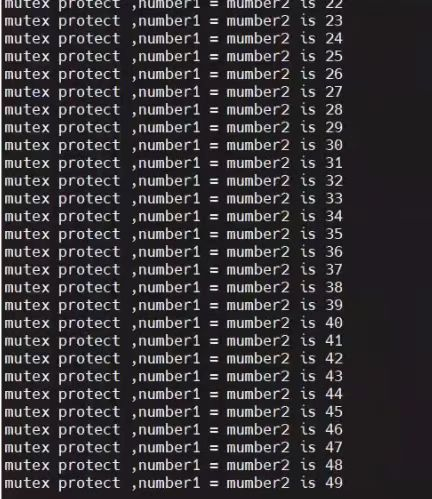 mutex protect ,number1 = mumber2 is 22
mutex protect ,number1 = mumber2 is 23
mutex protect ,number1 = mumber2 is 24
mutex protect ,number1 = mumber2 is 25
mutex protect ,number1 = mumber2 is 26
mutex protect ,number1 = mumber2 is 27
mutex protect ,number1 = mumber2 is 28
mutex protect ,number1 = mumber2 is 29
mutex protect ,number1 = mumber2 is 30
mutex protect ,number1 = mumber2 is 31
mutex protect ,number1 = mumber2 is 32
mutex protect ,number1 = mumber2 is 33
mutex protect ,number1 = mumber2 is 34
mutex protect ,number1 = mumber2 is 35
mutex protect ,number1 = mumber2 is 36
mutex protect ,number1 = mumber2 is 37
mutex protect ,number1 = mumber2 is 38
mutex protect ,number1 = mumber2 is 39
mutex protect ,number1 = mumber2 is 40
mutex protect ,number1 = mumber2 is 41
mutex protect ,number1 = mumber2 is 42
mutex protect ,number1 = mumber2 is 43
mutex protect ,number1 = mumber2 is 44
mutex protect ,number1 = mumber2 is 45
mutex protect ,number1 = mumber2 is 46
mutex protect ,number1 = mumber2 is 47
mutex protect ,number1 = mumber2 is 48
mutex protect ,number1 = mumber2 is 49